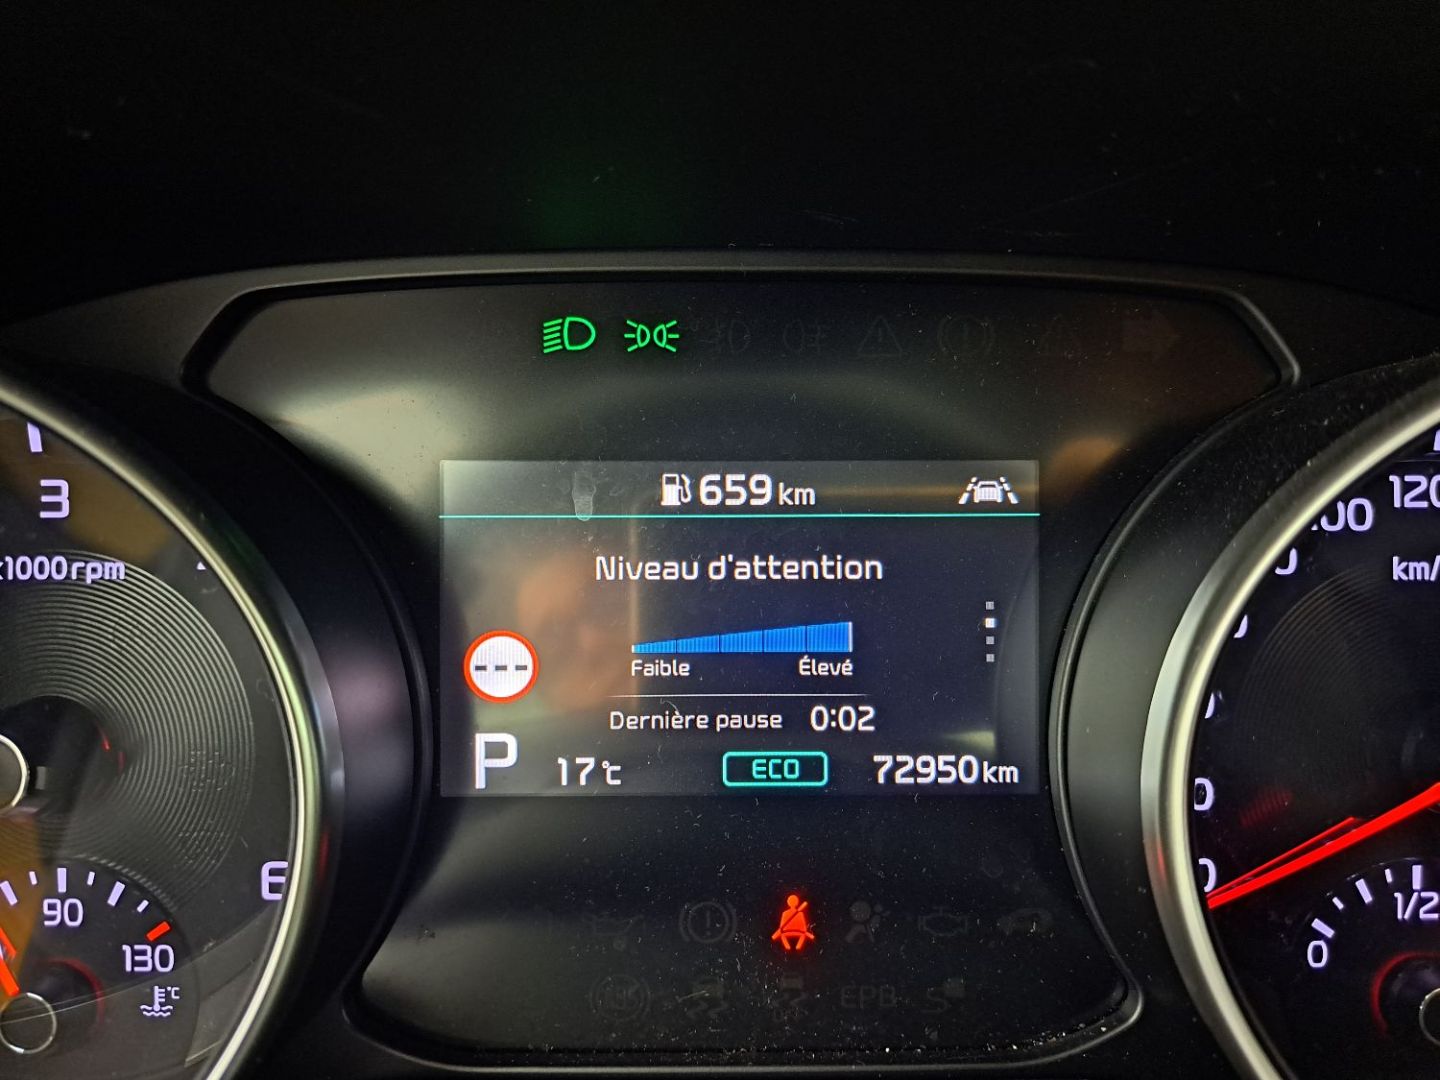 659 km
Niveau d'attention
Faible Élevé
Dernière pause 0:02
P 17°C ECO 72950 km
3
x1000rpm
6
90
130
°C
120
100
km/
0
1/2
EPB